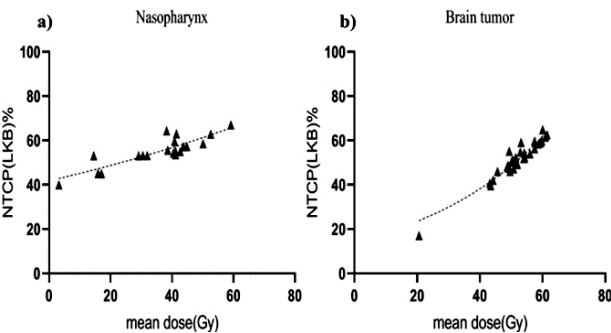 a)
Nasopharynx
NTCP(LKB)%
100
80
60
40
20
0
0 20 40 60 80
mean dose(Gy)
b)
Brain tumor
NTCP(LKB)%
100
80
60
40
20
0
0 20 40 60 80
mean dose(Gy)